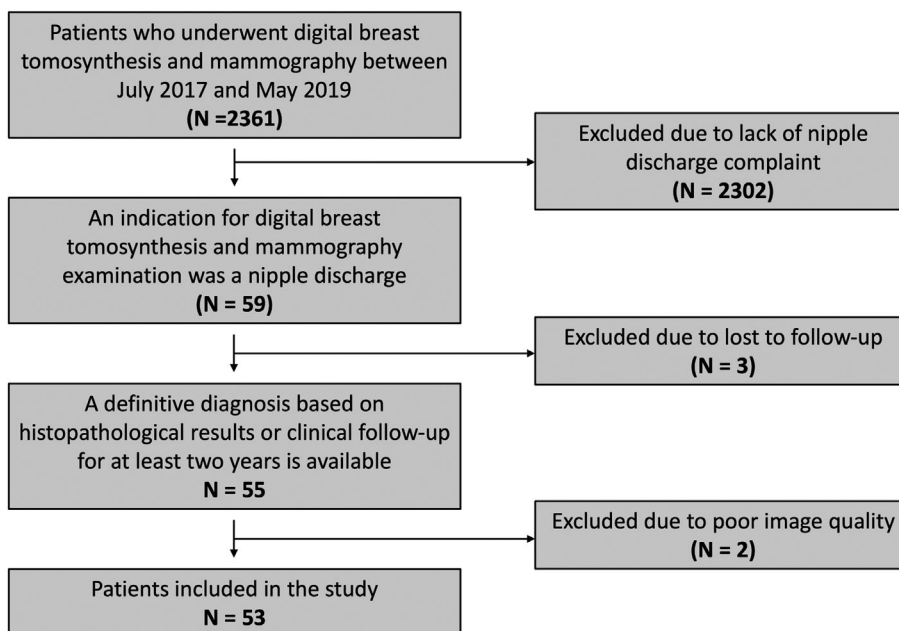 Patients who underwent digital breast
tomosynthesis and mammography between
July 2017 and May 2019
(N =2361)
Excluded due to lack of nipple
discharge complaint
(N = 2302)
An indication for digital breast
tomosynthesis and mammography
examination was a nipple discharge
(N = 59)
Excluded due to lost to follow-up
(N = 3)
A definitive diagnosis based on
histopathological results or clinical follow-up
for at least two years is available
N = 55
Excluded due to poor image quality
(N = 2)
Patients included in the study
N = 53